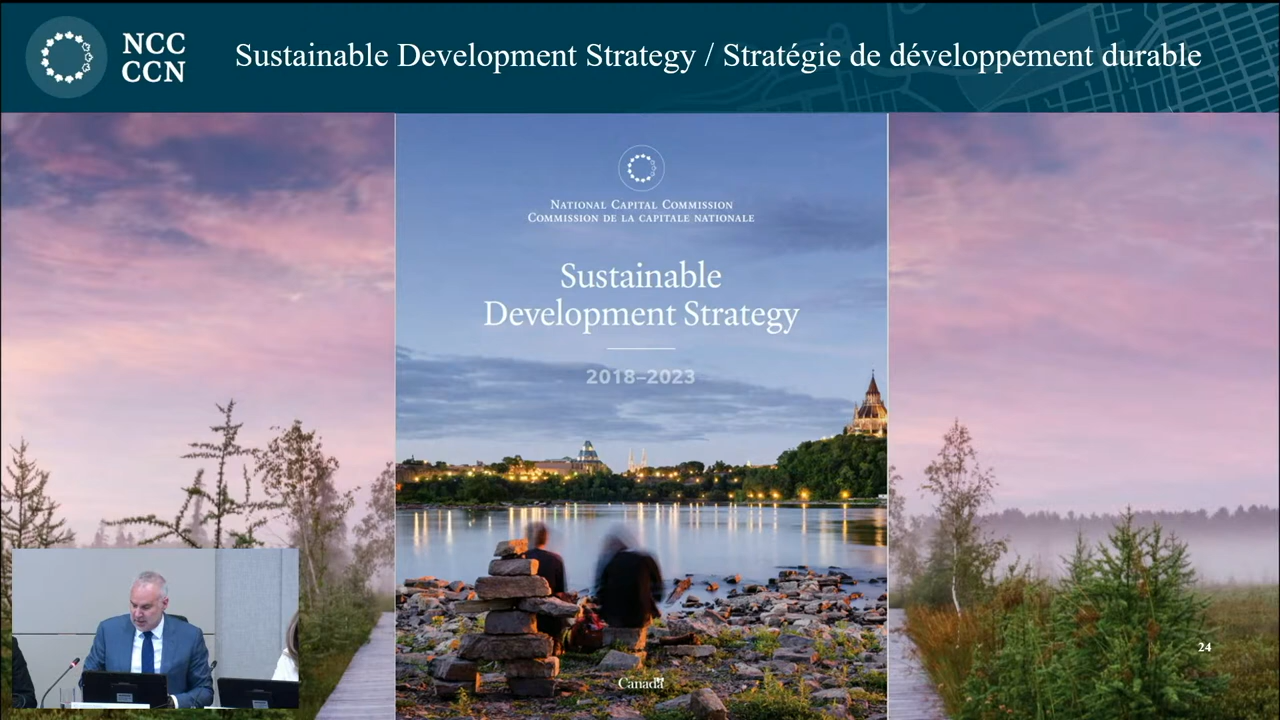 NCC
CCN
Sustainable Development Strategy / Stratégie de développement durable
National Capital Commission
Commission de la capitale nationale
Sustainable
Development Strategy
2018–2023
Canada
24